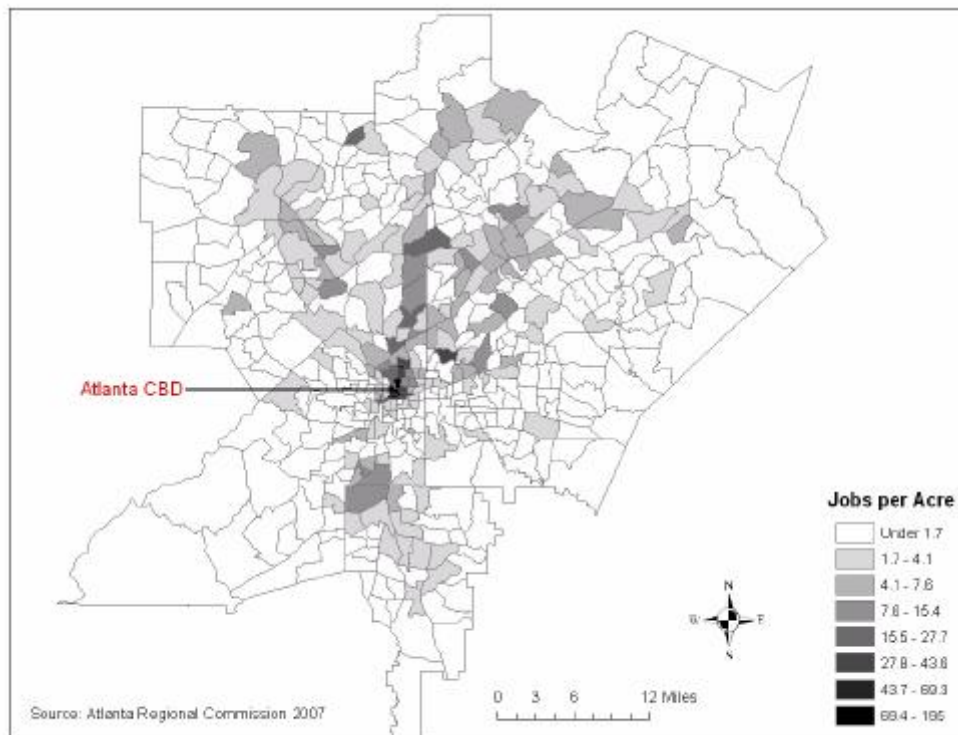 Atlanta CBD
Jobs per Acre
Under 1.7
1.7 - 4.1
4.1 - 7.6
7.6 - 15.4
15.5 - 27.7
27.8 - 43.6
43.7 - 69.3
69.4 - 195
N
W E
S
0 3 6 12 Miles
Source: Atlanta Regional Commission 2007